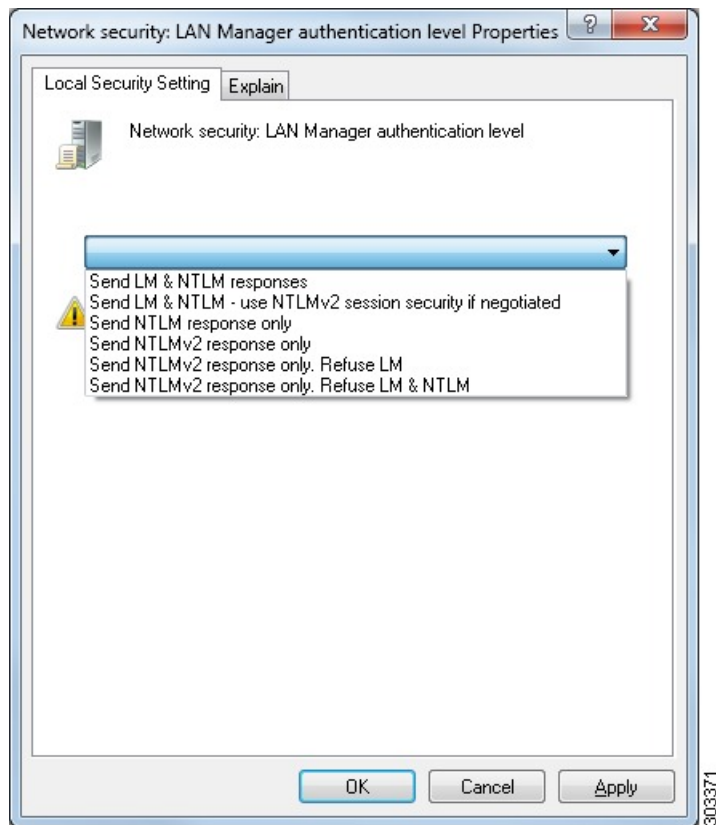 Network security: LAN Manager authentication level Properties
?
X
Local Security Setting
Explain
Network security: LAN Manager authentication level
Send LM & NTLM responses
Send LM & NTLM - use NTLMv2 session security if negotiated
Send NTLM response only
Send NTLMv2 response only
Send NTLMv2 response only. Refuse LM
Send NTLMv2 response only. Refuse LM & NTLM
OK
Cancel
Apply
303371